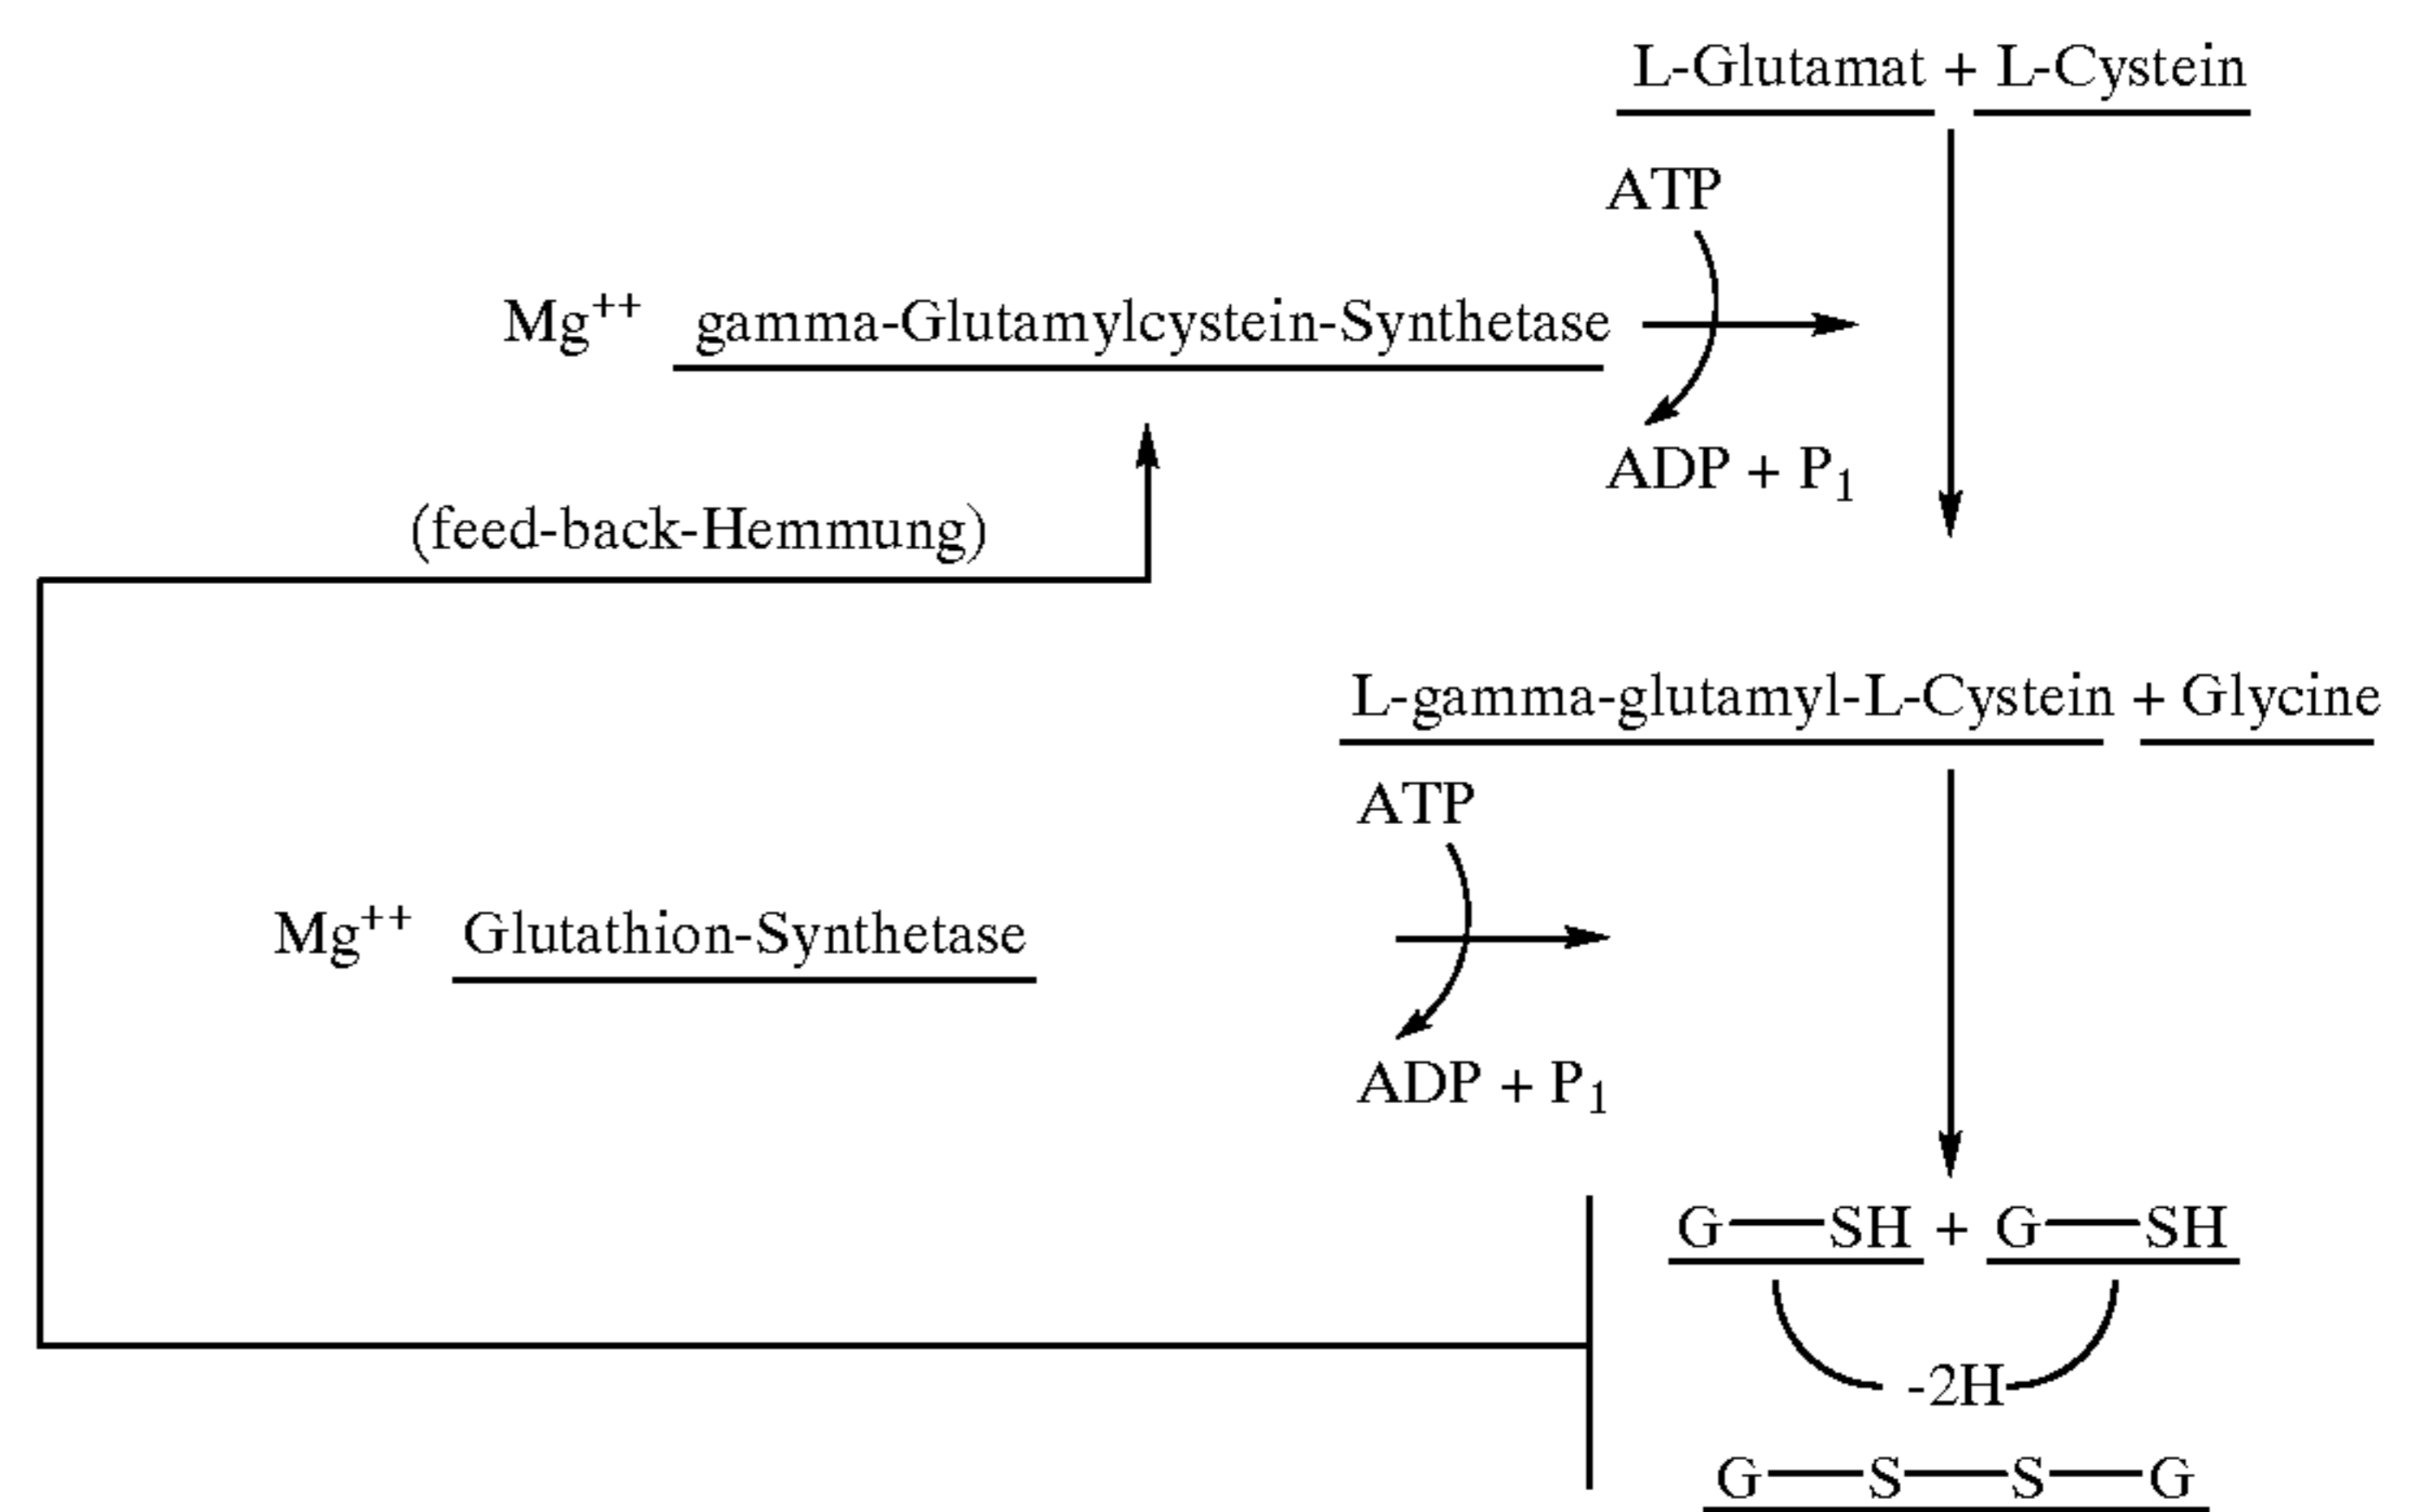 L-Glutamat + L-Cystein
ATP
Mg++ gamma-Glutamylcystein-Synthetase
ADP + P1
(feed-back-Hemmung)
L-gamma-glutamyl-L-Cystein + Glycine
ATP
Mg++ Glutathion-Synthetase
ADP + P1
G—SH + G—SH
-2H
G—S—S—G